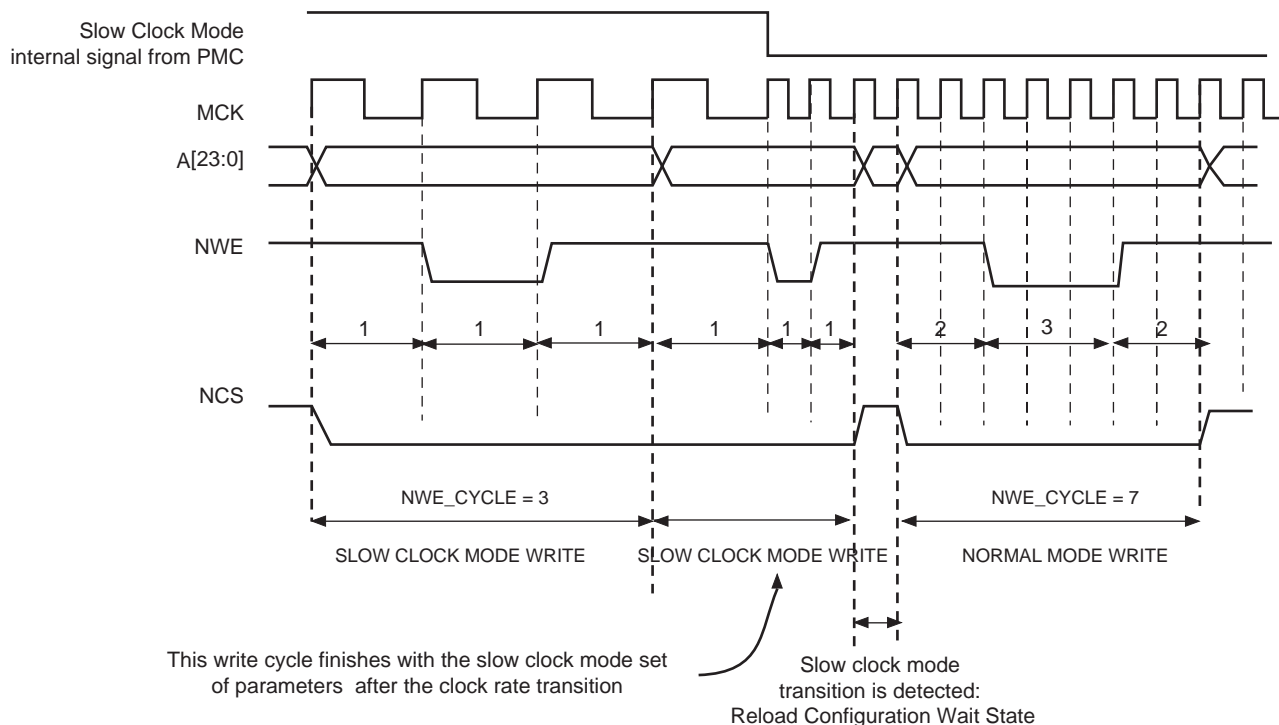 Slow Clock Mode
internal signal from PMC
MCK
A[23:0]
NWE
1 1 1 1 1 1 2 3 2
NCS
NWE_CYCLE = 3 NWE_CYCLE = 7
SLOW CLOCK MODE WRITE SLOW CLOCK MODE WRITE NORMAL MODE WRITE
This write cycle finishes with the slow clock mode set
of parameters after the clock rate transition
Slow clock mode
transition is detected:
Reload Configuration Wait State